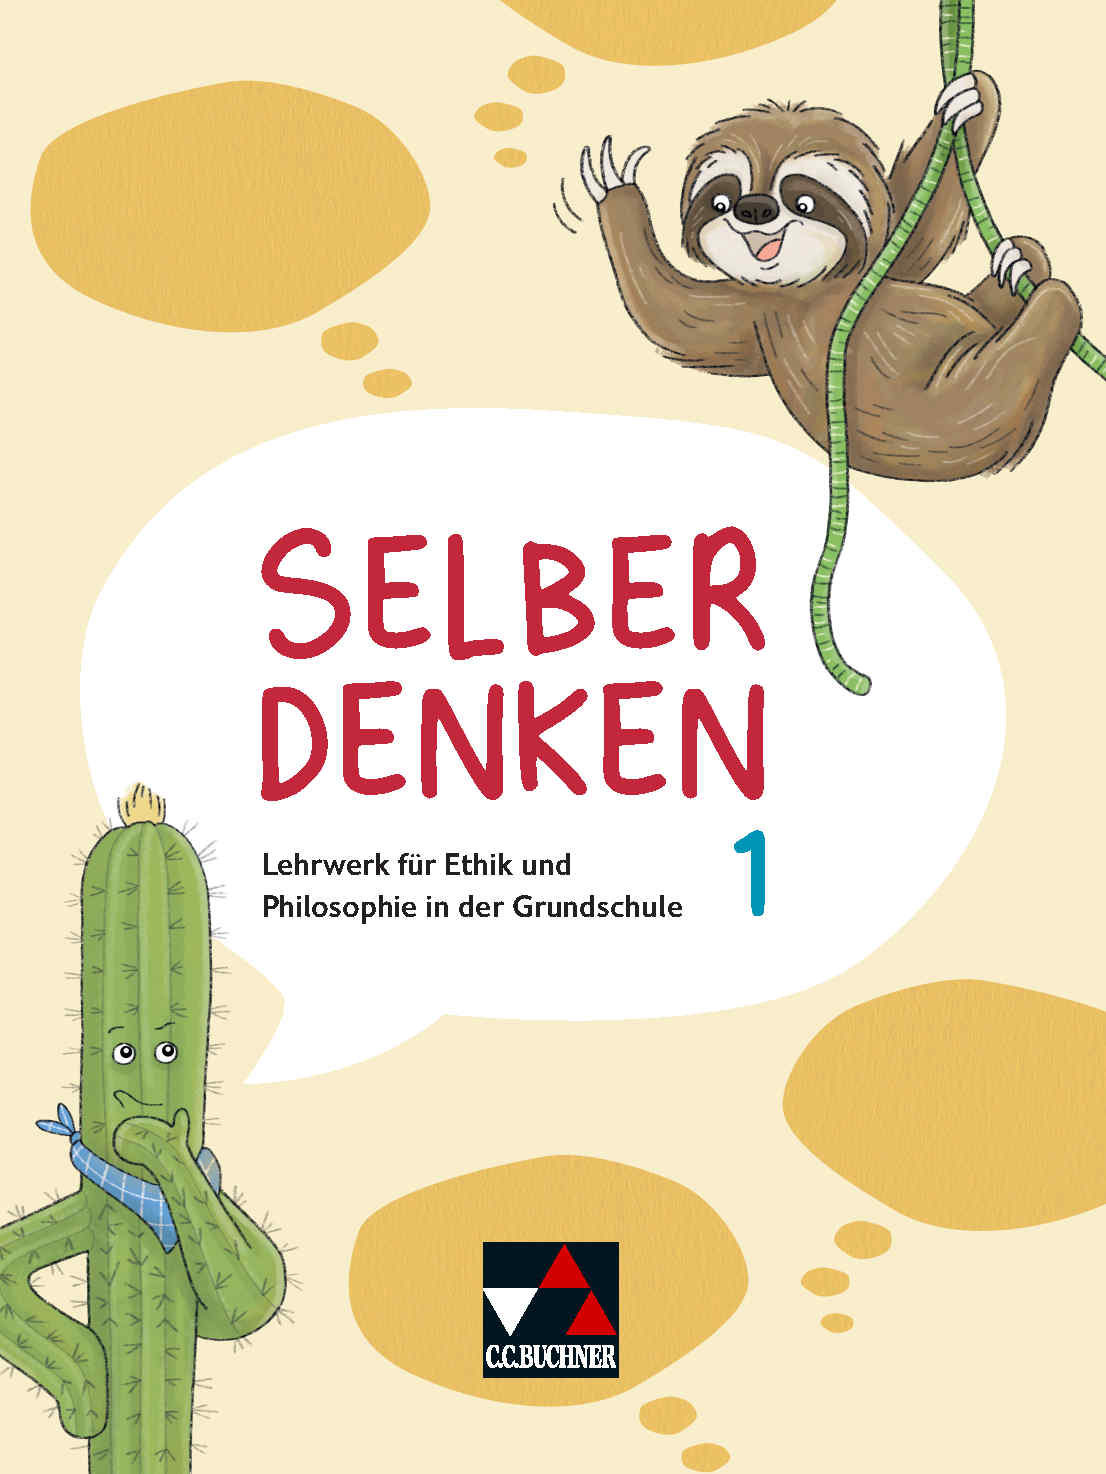 SELBER
DENKEN
1
Lehrwerk für Ethik und
Philosophie in der Grundschule
C.C.BUCHNER